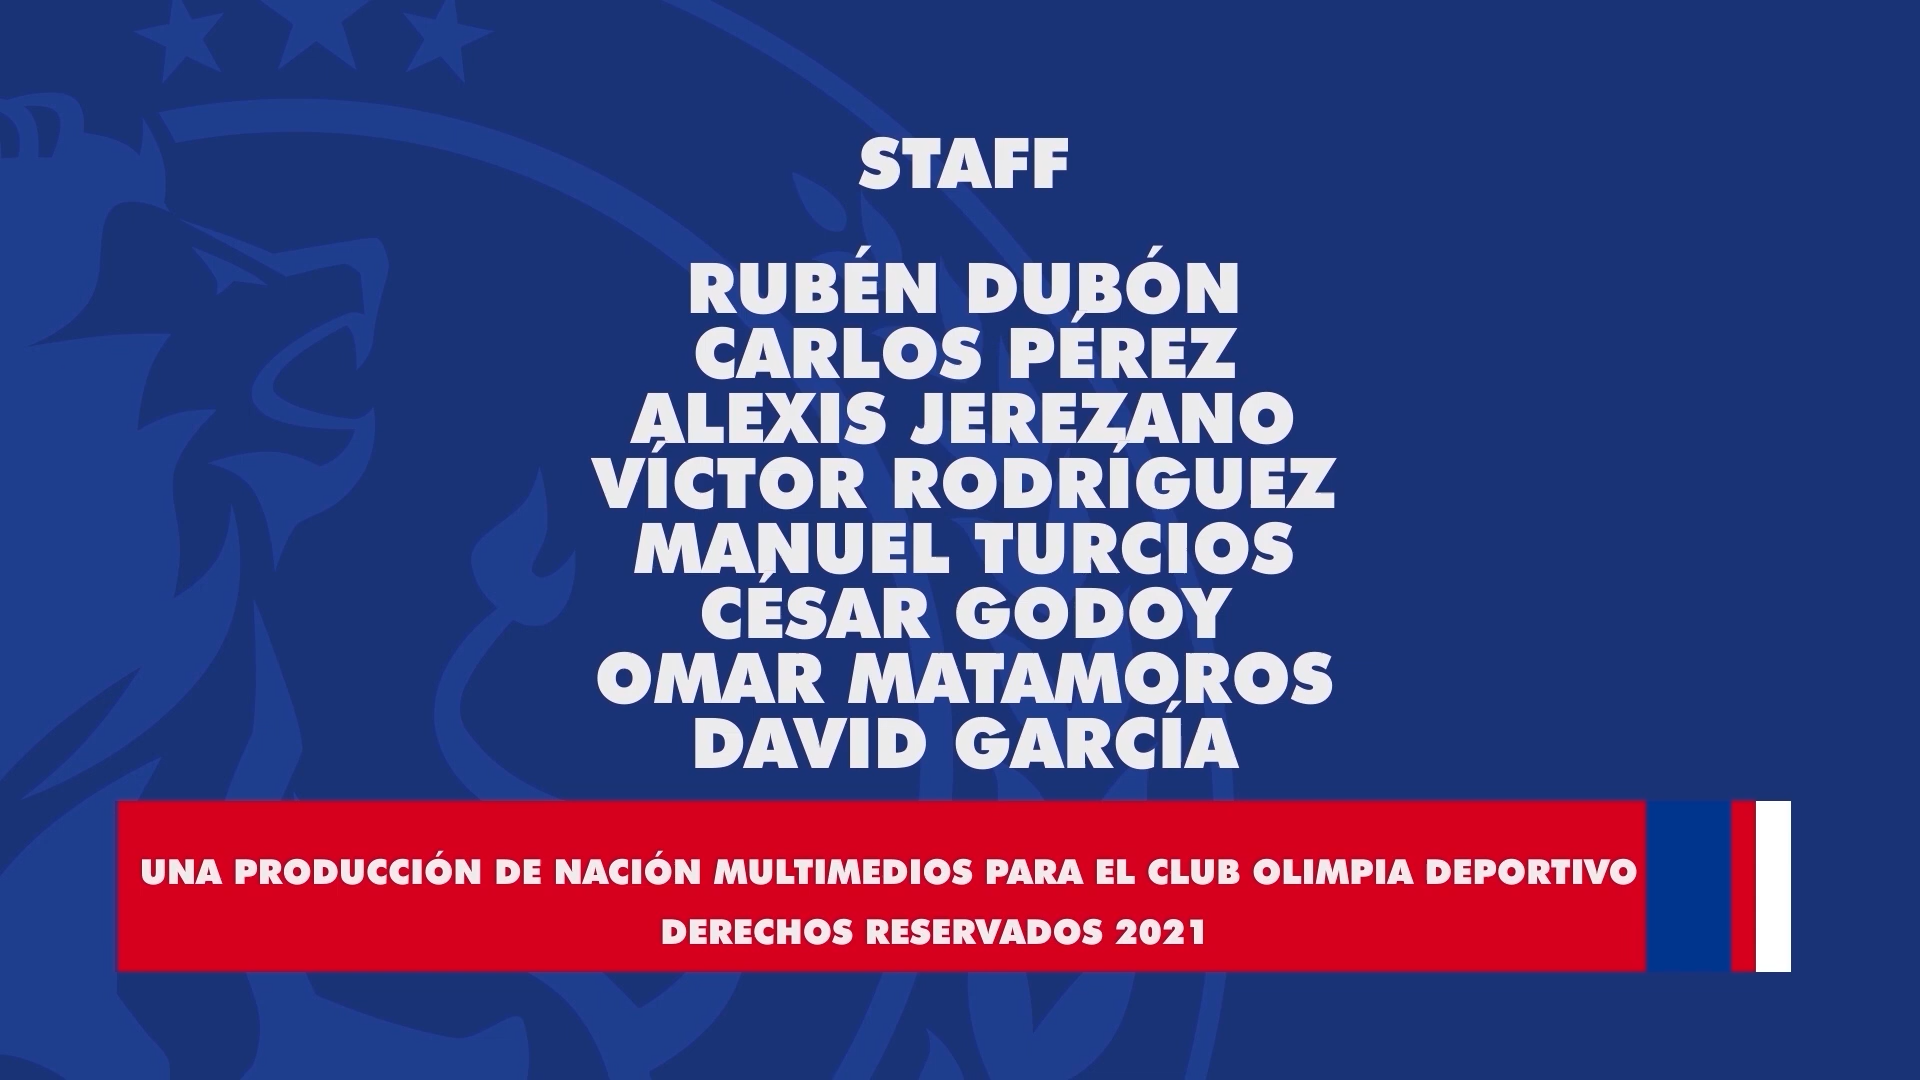 STAFF
RUBÉN DUBÓN
CARLOS PÉREZ
ALEXIS JEREZANO
VÍCTOR RODRÍGUEZ
MANUEL TURCIOS
CÉSAR GODOY
OMAR MATAMOROS
DAVID GARCÍA
UNA PRODUCCIÓN DE NACIÓN MULTIMEDIOS PARA EL CLUB OLIMPIA DEPORTIVO
DERECHOS RESERVADOS 2021